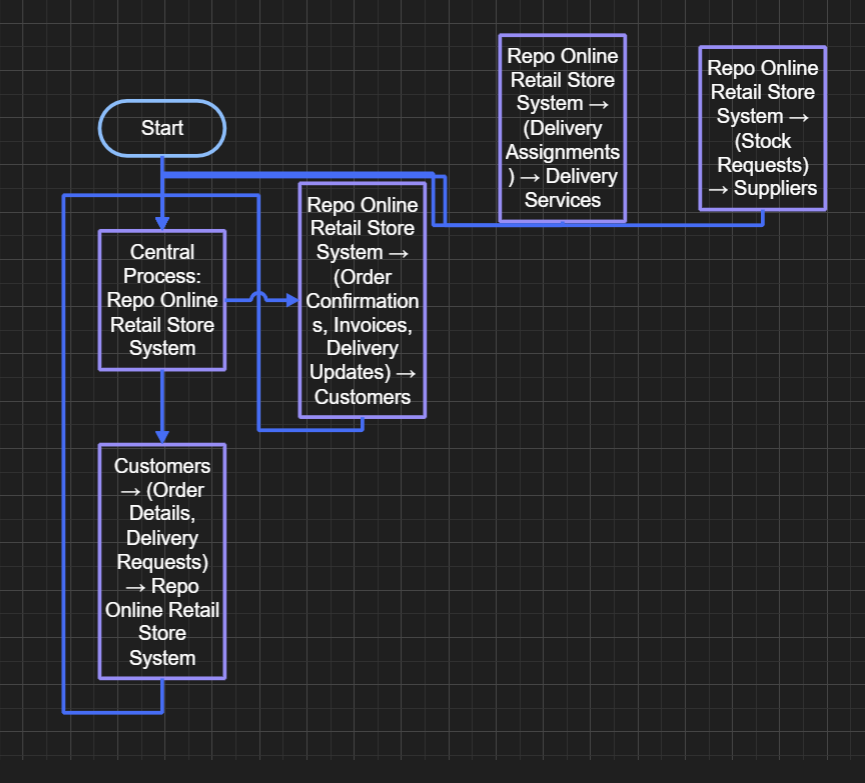 Start
Central
Process:
Repo Online
Retail Store
System
Customers
→ (Order
Details,
Delivery
Requests)
→ Repo
Online Retail
Store
System
Repo Online
Retail Store
System →
(Order
Confirmation
s, Invoices,
Delivery
Updates) →
Customers
Repo Online
Retail Store
System →
(Delivery
Assignments
) → Delivery
Services
Repo Online
Retail Store
System →
(Stock
Requests)
→ Suppliers